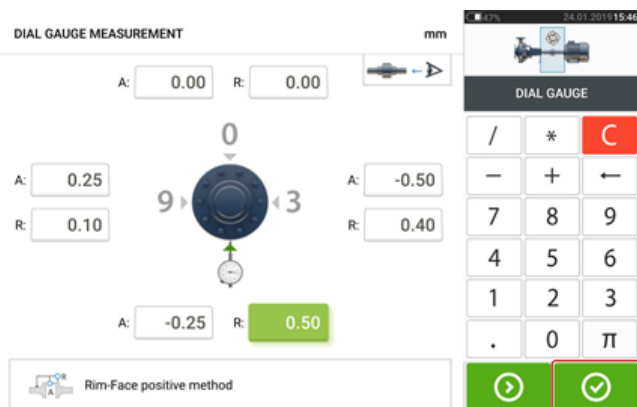 DIAL GAUGE MEASUREMENT mm
A: 0.00 R: 0.00
0
A: 0.25
R: 0.10
9 3
A: -0.50
R: 0.40
A: -0.25 R: 0.50
R
A
Rim-Face positive method
47% 24.01.2019 15:46
DIAL GAUGE
/ * C
− + ←
7 8 9
4 5 6
1 2 3
. 0 π